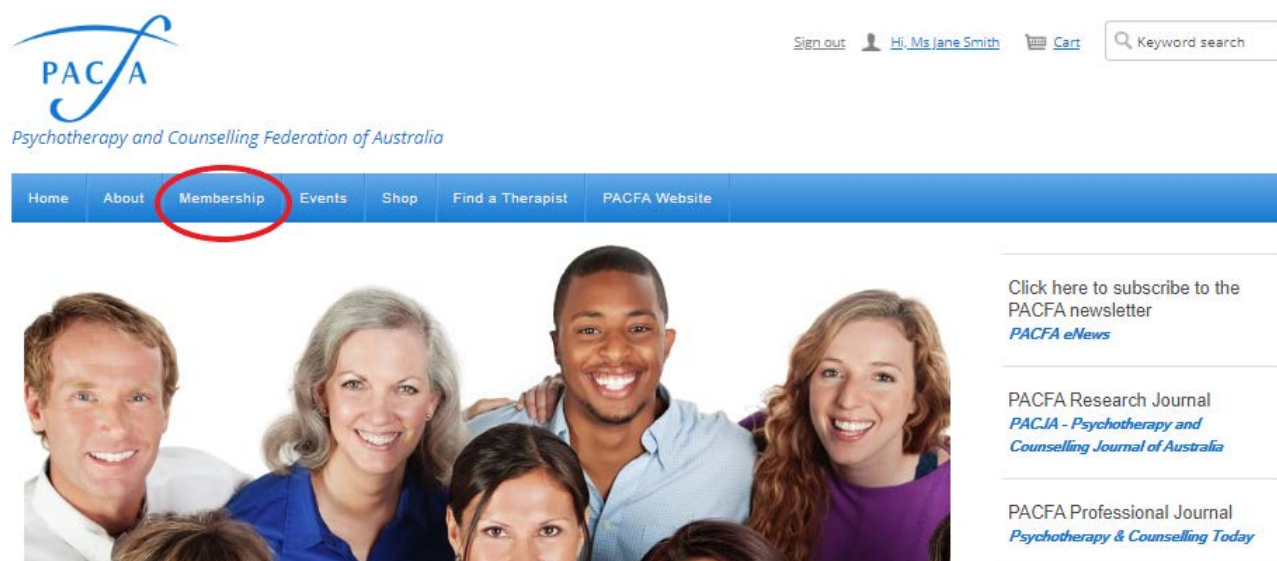 PACFA
Psychotherapy and Counselling Federation of Australia
Sign out Hi, Ms Jane Smith Cart Keyword search
Home About Membership Events Shop Find a Therapist PACFA Website
Click here to subscribe to the
PACFA newsletter
PACFA eNews
PACFA Research Journal
PACJA - Psychotherapy and
Counselling Journal of Australia
PACFA Professional Journal
Psychotherapy & Counselling Today